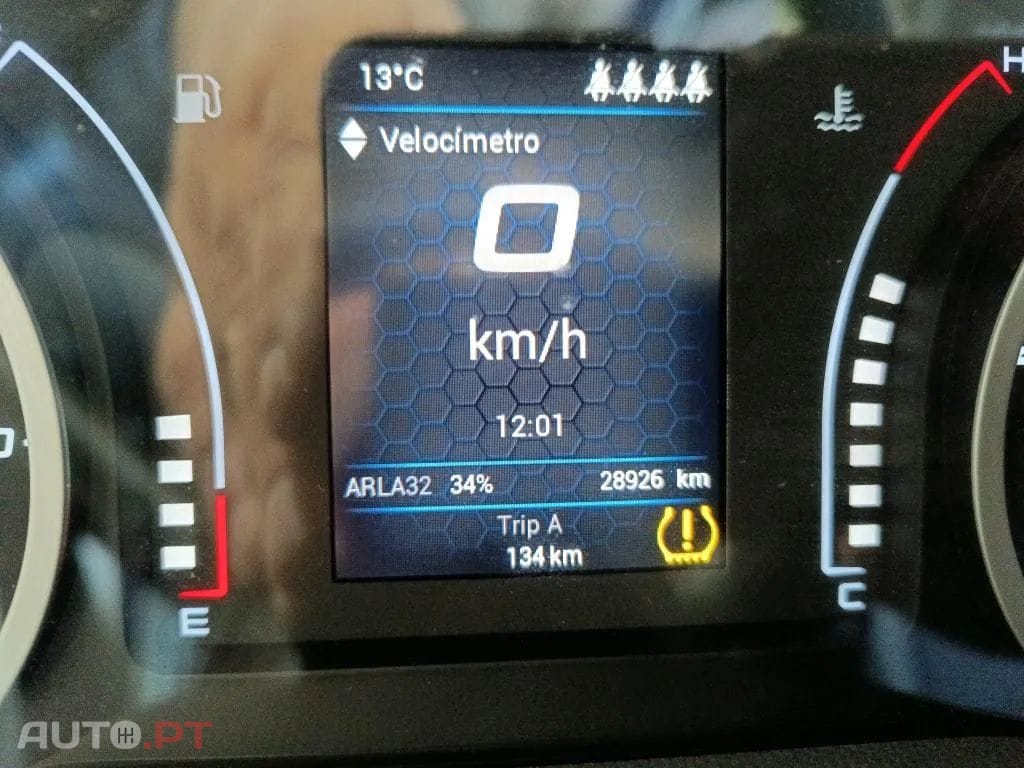 13°C
H
Velocímetro
0
km/h
12:01
ARLA32 34% 28926 km
Trip A
134 km
E
C
AUTO.PT